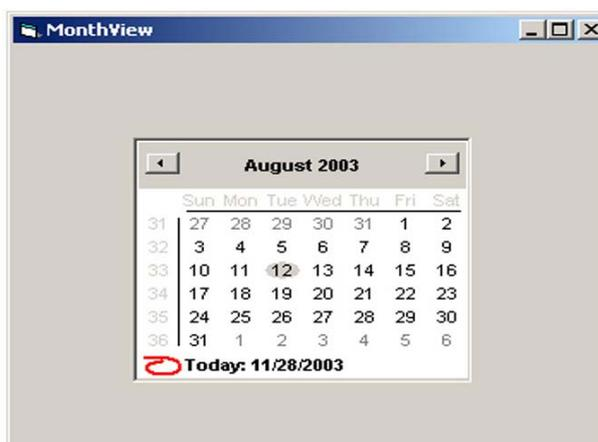 MonthView
August 2003
Sun Mon Tue Wed Thu Fri Sat
31 27 28 29 30 31 1 2
32 3 4 5 6 7 8 9
33 10 11 12 13 14 15 16
34 17 18 19 20 21 22 23
35 24 25 26 27 28 29 30
36 31 1 2 3 4 5 6
Today: 11/28/2003